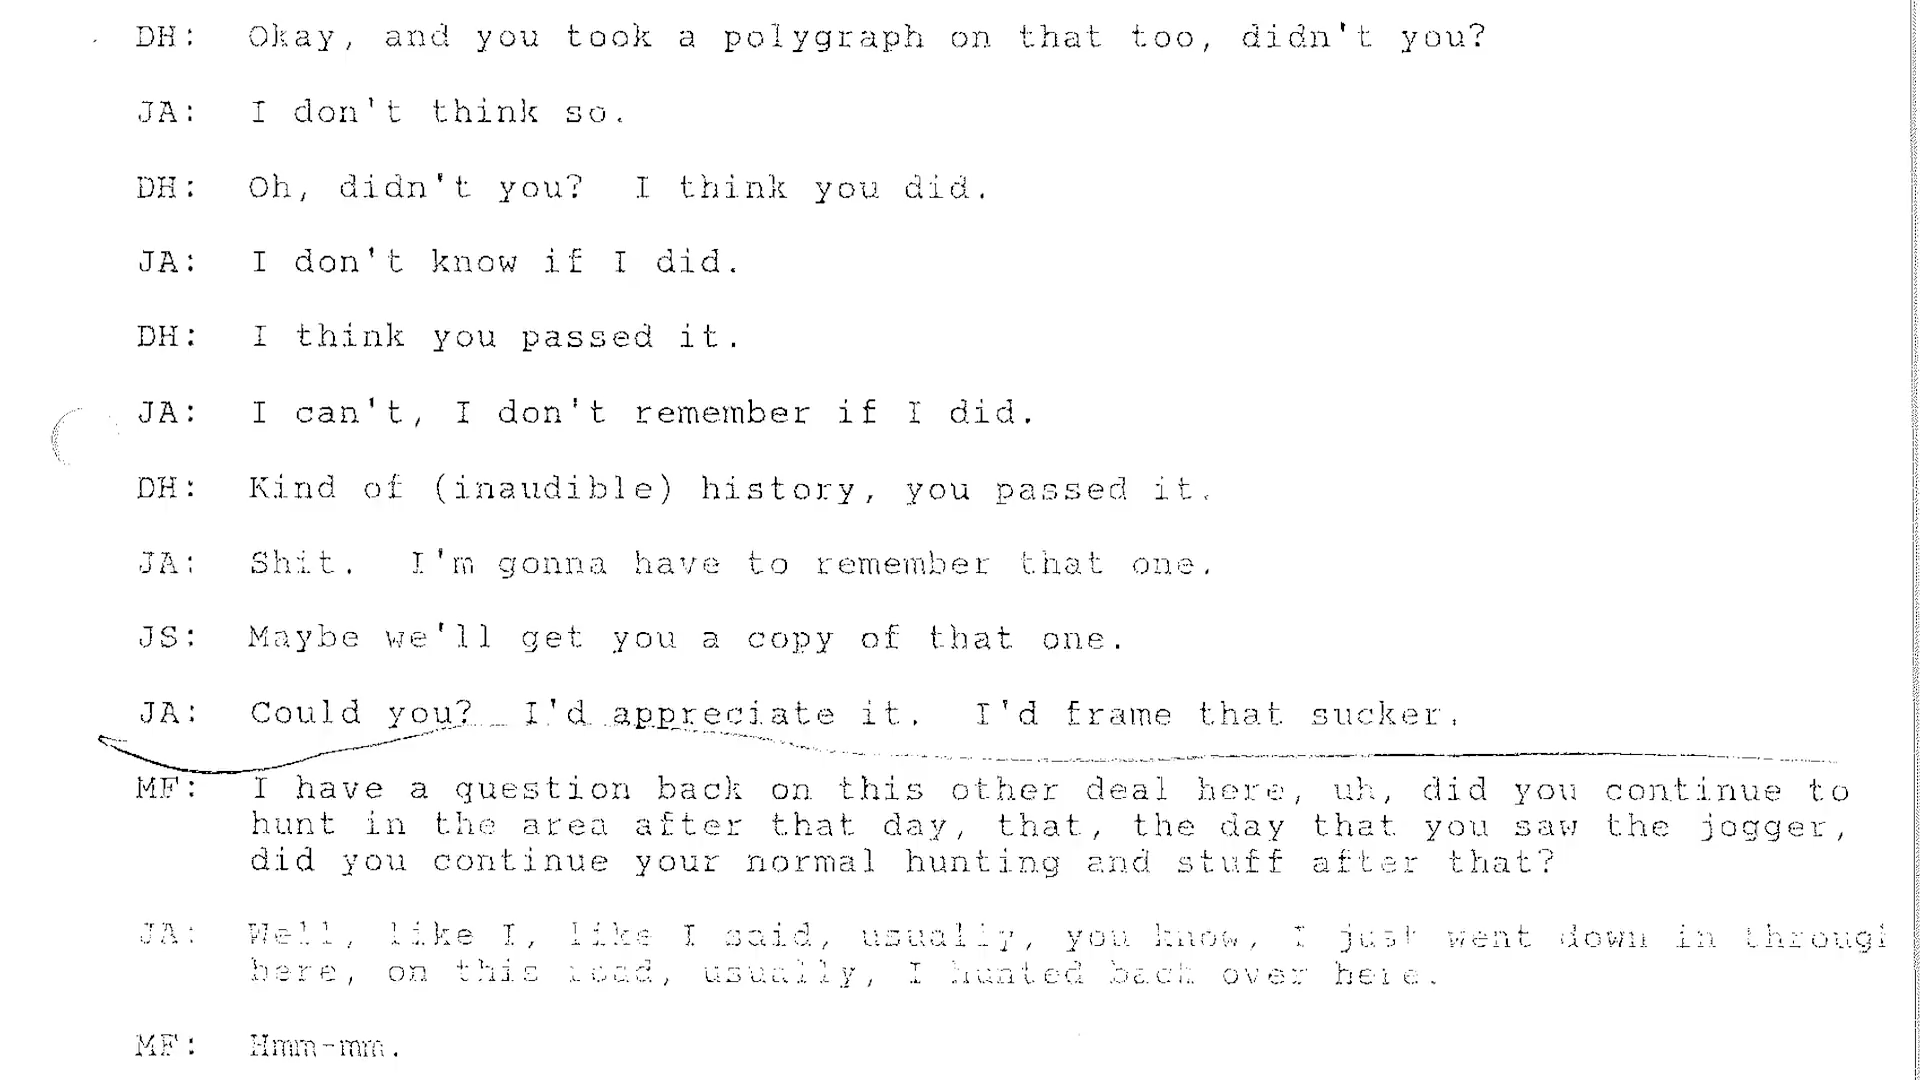 DH: Okay, and you took a polygraph on that too, didn't you?
JA: I don't think so.
DH: Oh, didn't you? I think you did.
JA: I don't know if I did.
DH: I think you passed it.
JA: I can't, I don't remember if I did.
DH: Kind of (inaudible) history, you passed it.
JA: Shit. I'm gonna have to remember that one.
JS: Maybe we'll get you a copy of that one.
JA: Could you? I'd appreciate it. I'd frame that sucker.
MF: I have a question back on this other deal here, uh, did you continue to
hunt in the area after that day, that, the day that you saw the jogger,
did you continue your normal hunting and stuff after that?
JA: Well, like I, like I said, usually, you know, I just went down in through
here, on this road, usually, I hunted back over here.
MF: Hmm-mm.